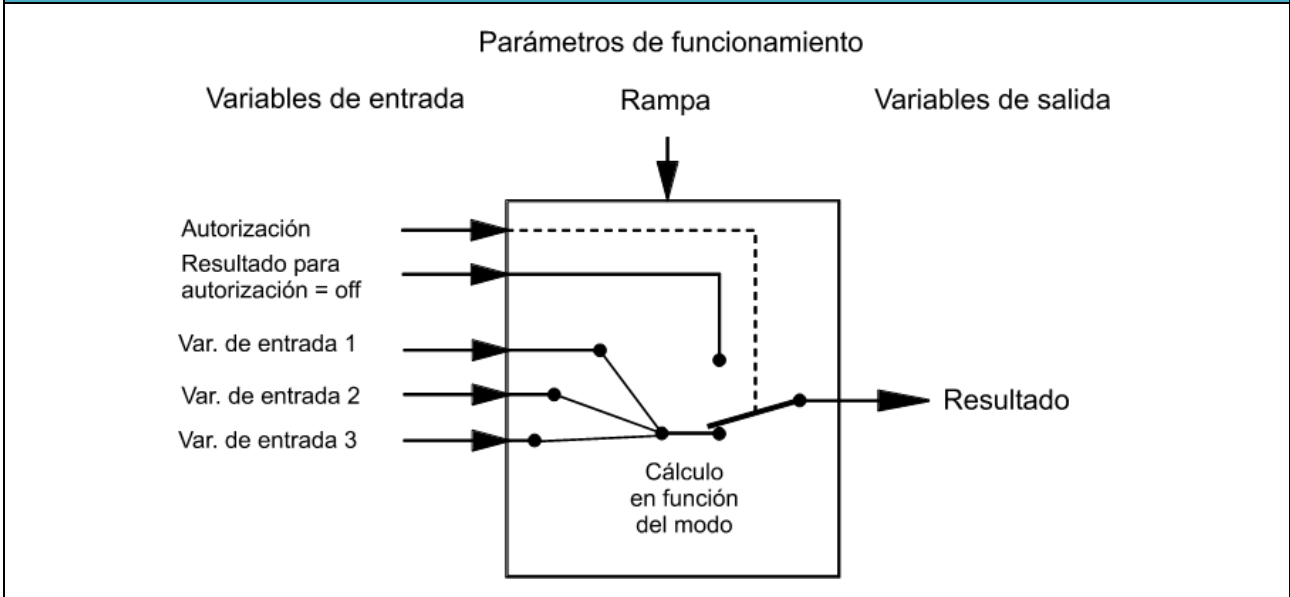 Parámetros de funcionamiento
Variables de entrada
Rampa
Variables de salida
Autorización
Resultado para
autorización = off
Var. de entrada 1
Var. de entrada 2
Var. de entrada 3
Resultado
Cálculo
en función
del modo